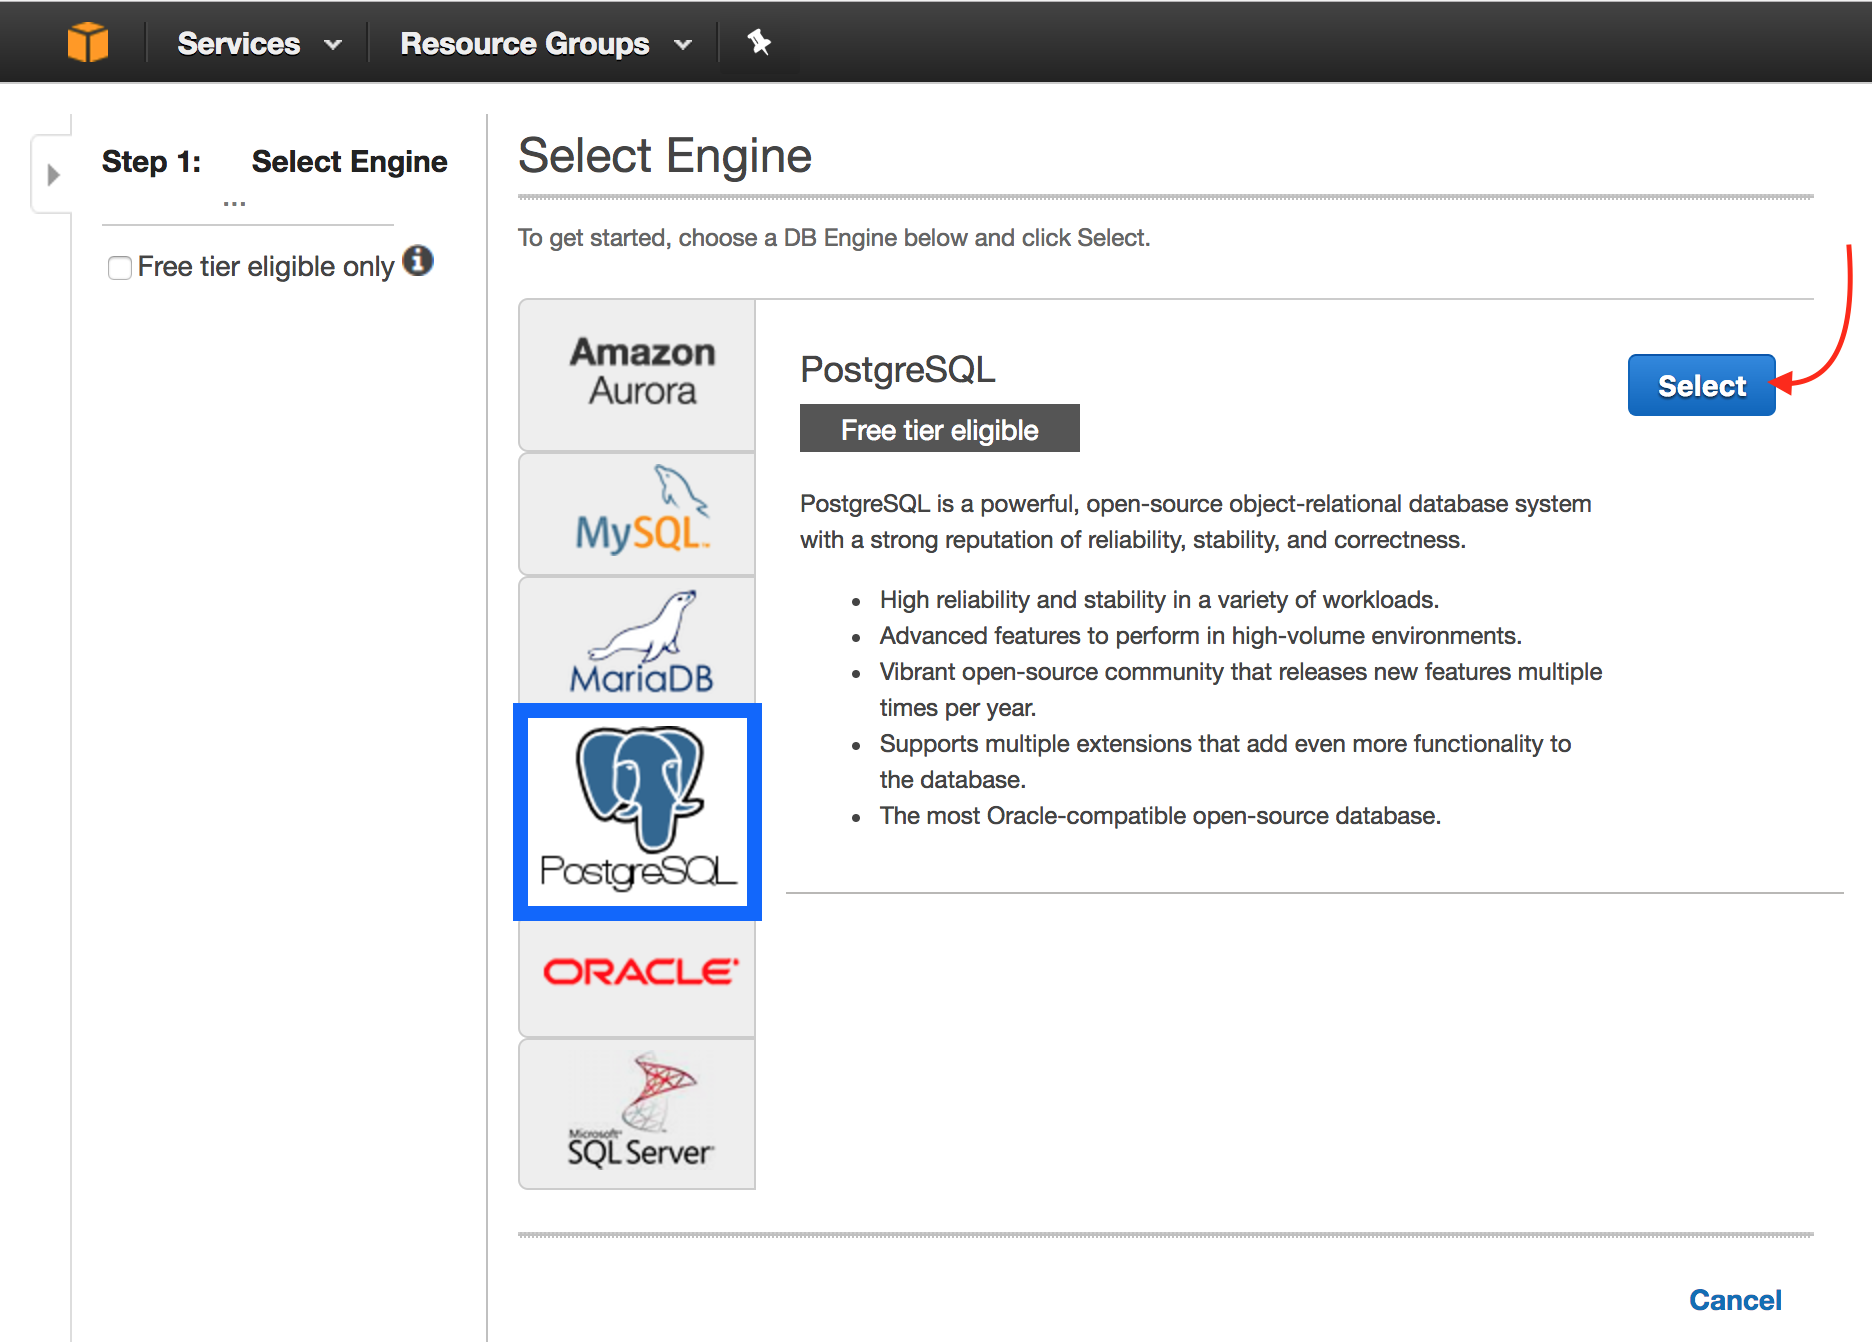 Services
Resource Groups
Step 1: Select Engine
...
Free tier eligible only
Select Engine
To get started, choose a DB Engine below and click Select.
Amazon
Aurora
MySQL™
MariaDB
PostgreSQL
ORACLE
Microsoft
SQL Server
PostgreSQL
Select
Free tier eligible
PostgreSQL is a powerful, open-source object-relational database system
with a strong reputation of reliability, stability, and correctness.
• High reliability and stability in a variety of workloads.
• Advanced features to perform in high-volume environments.
• Vibrant open-source community that releases new features multiple
times per year.
• Supports multiple extensions that add even more functionality to
the database.
• The most Oracle-compatible open-source database.
Cancel